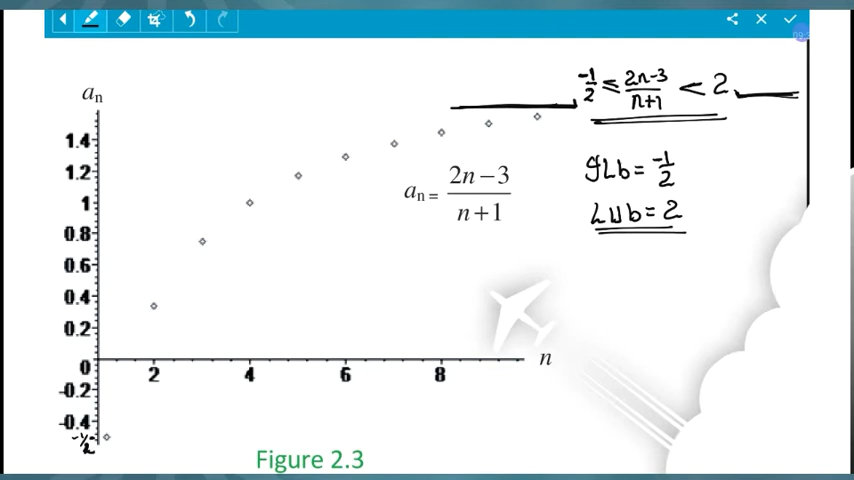 aₙ
-1/2 ≤ 2n-3/n+1 < 2
1.4
1.2
1
0.8
0.6
0.4
0.2
0
-0.2
-0.4
-1/2
aₙ = 2n−3/n+1
gLb = -1/2
LUb = 2
2 4 6 8 n
Figure 2.3